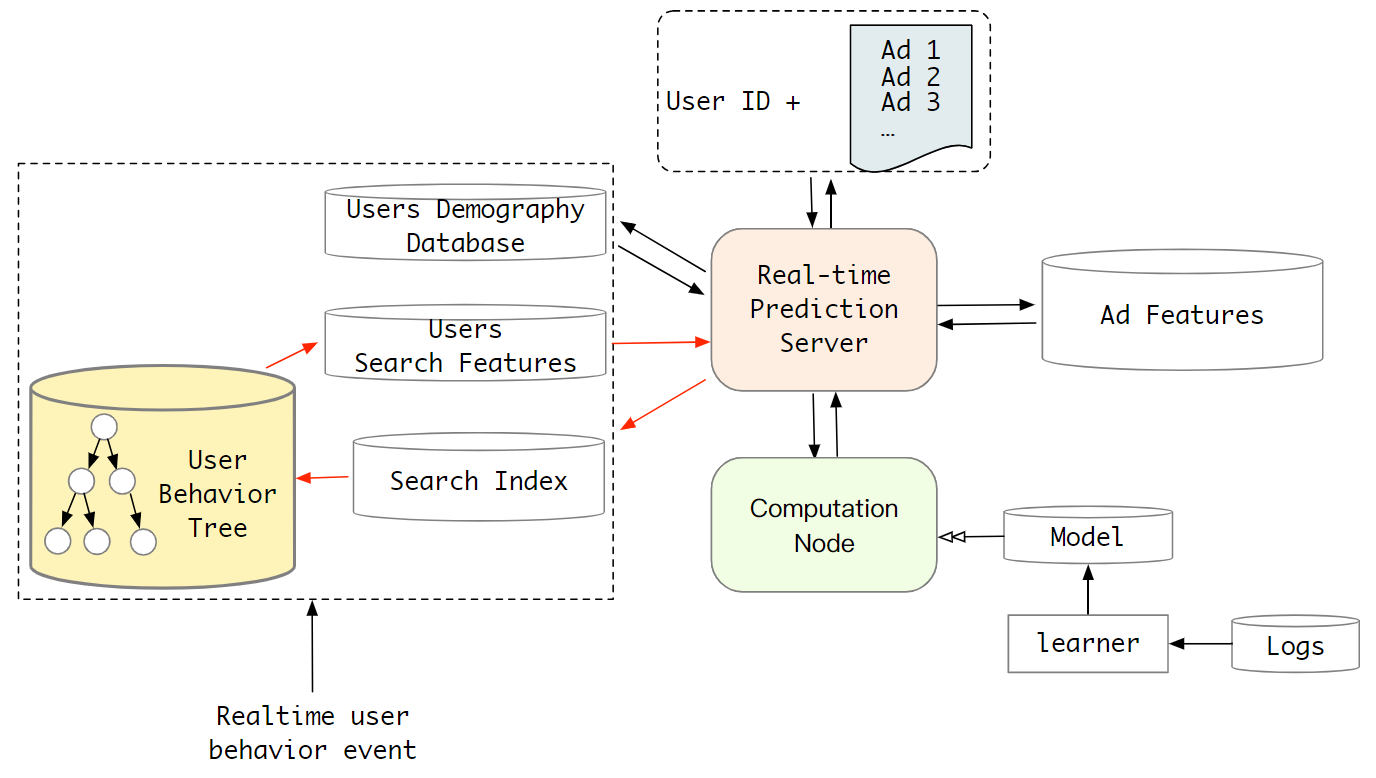 User ID +
Ad 1
Ad 2
Ad 3
...
Users Demography
Database
Users
Search Features
Search Index
User
Behavior
Tree
Real-time
Prediction
Server
Ad Features
Computation
Node
Model
learner
Logs
Realtime user
behavior event